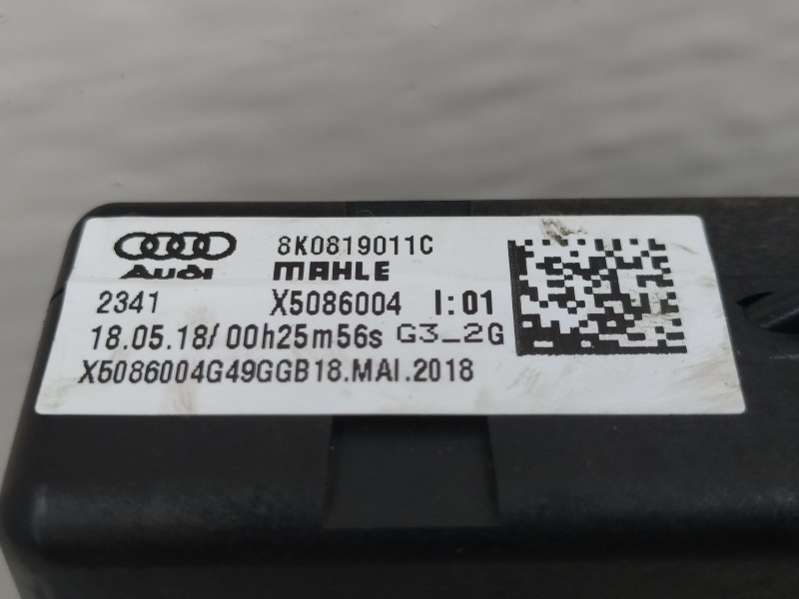 8K0819011C
Audi MAHLE
2341 X5086004 I:01
18.05.18/00h25m56s G3_2G
X5086004G49GGB18.MAI.2018